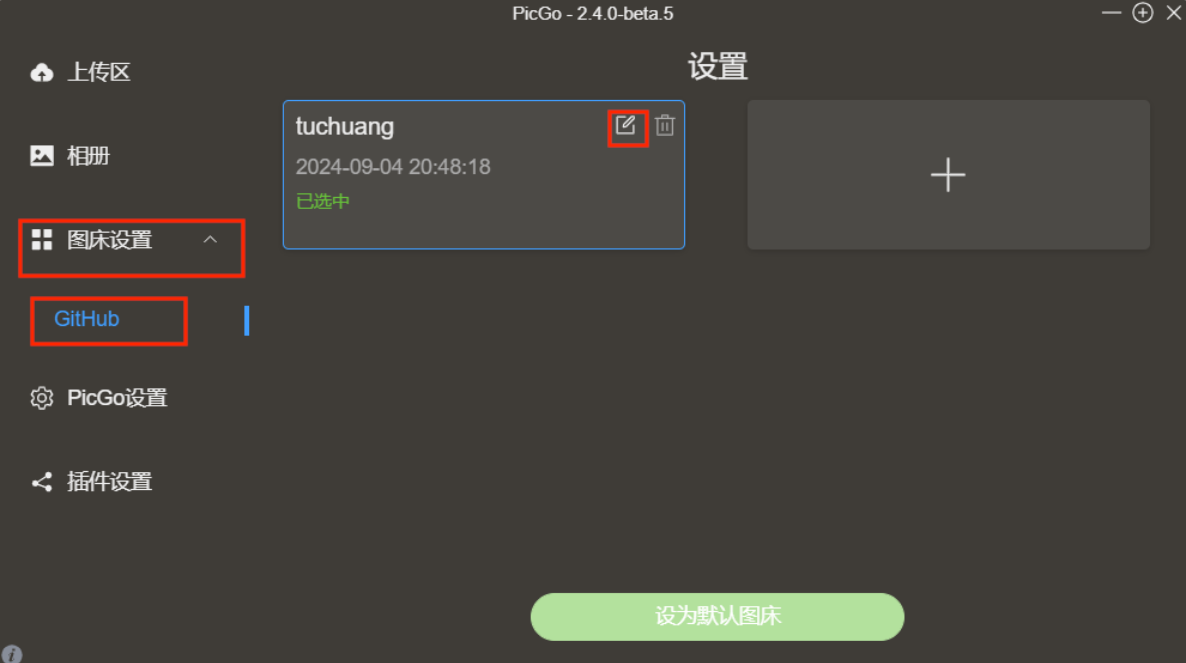 PicGo - 2.4.0-beta.5
上传区
相册
图床设置
GitHub
PicGo设置
插件设置
设置
tuchuang
2024-09-04 20:48:18
已选中
设为默认图床